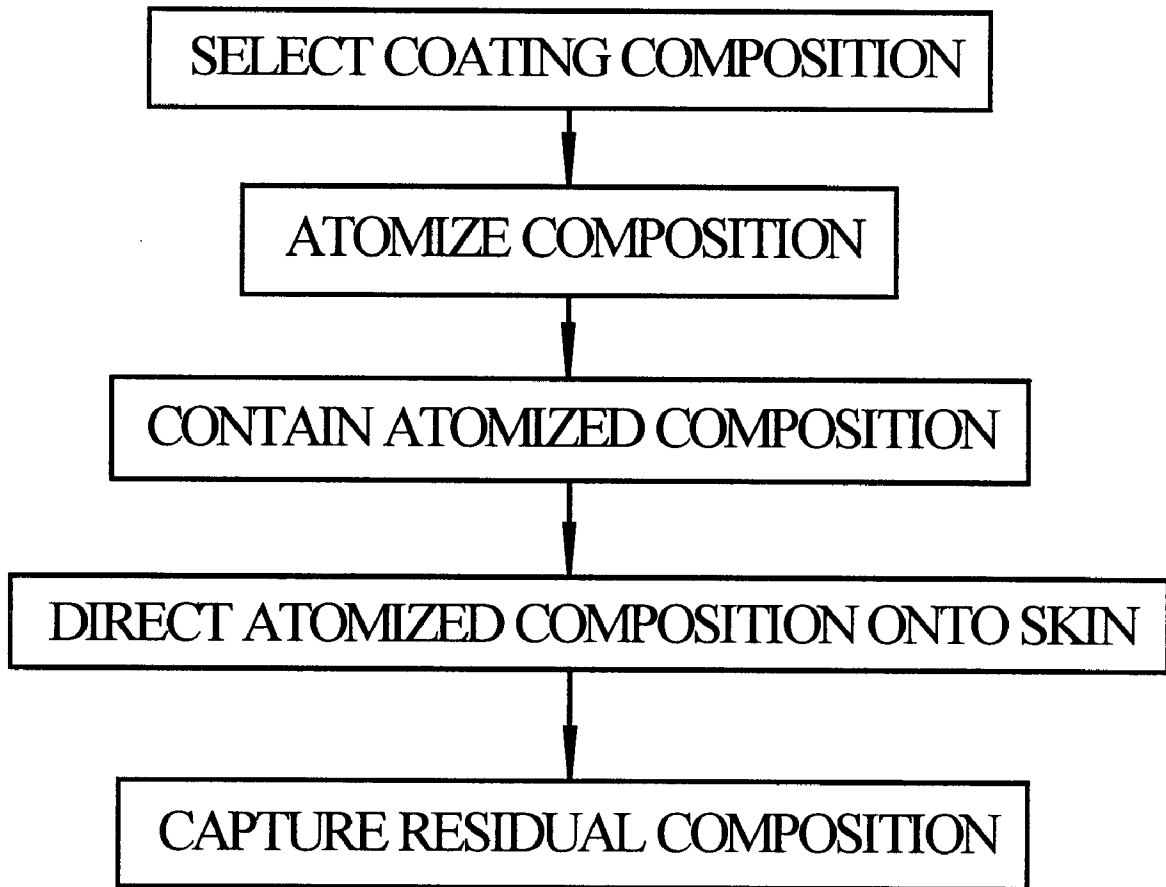 SELECT COATING COMPOSITION
ATOMIZE COMPOSITION
CONTAIN ATOMIZED COMPOSITION
DIRECT ATOMIZED COMPOSITION ONTO SKIN
CAPTURE RESIDUAL COMPOSITION